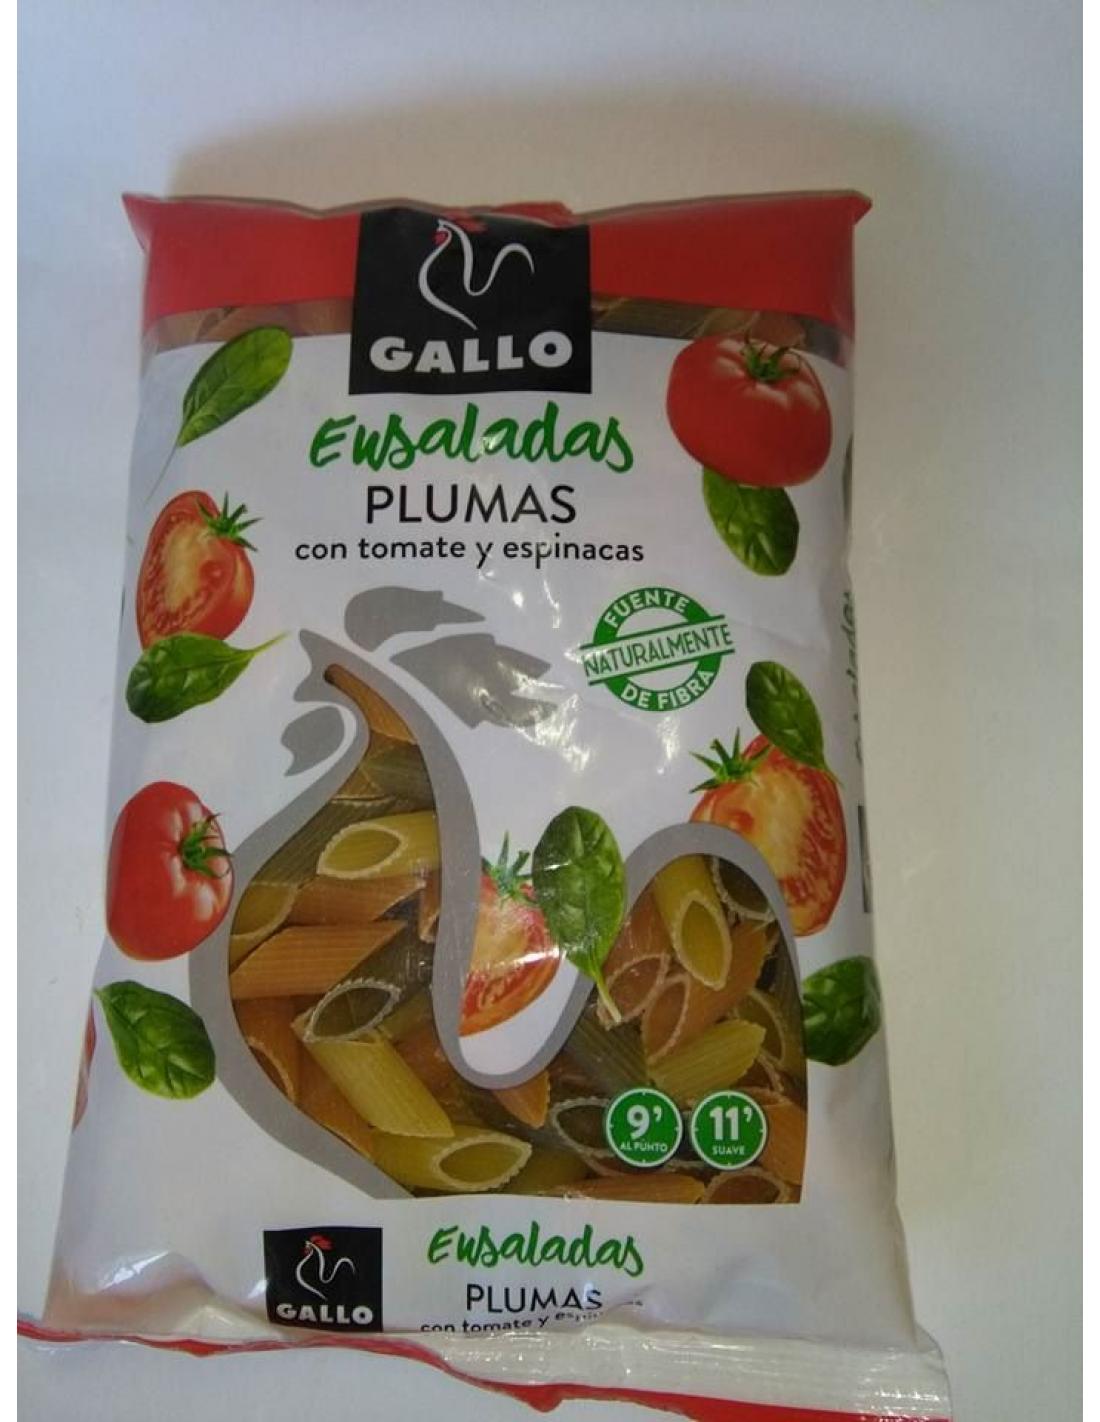 GALLO
Ensaladas
PLUMAS
con tomate y espinacas
FUENTE
NATURALMENTE
DE FIBRA
9’
AL PUNTO
11’
SUAVE
GALLO
Ensaladas
PLUMAS
con tomate y